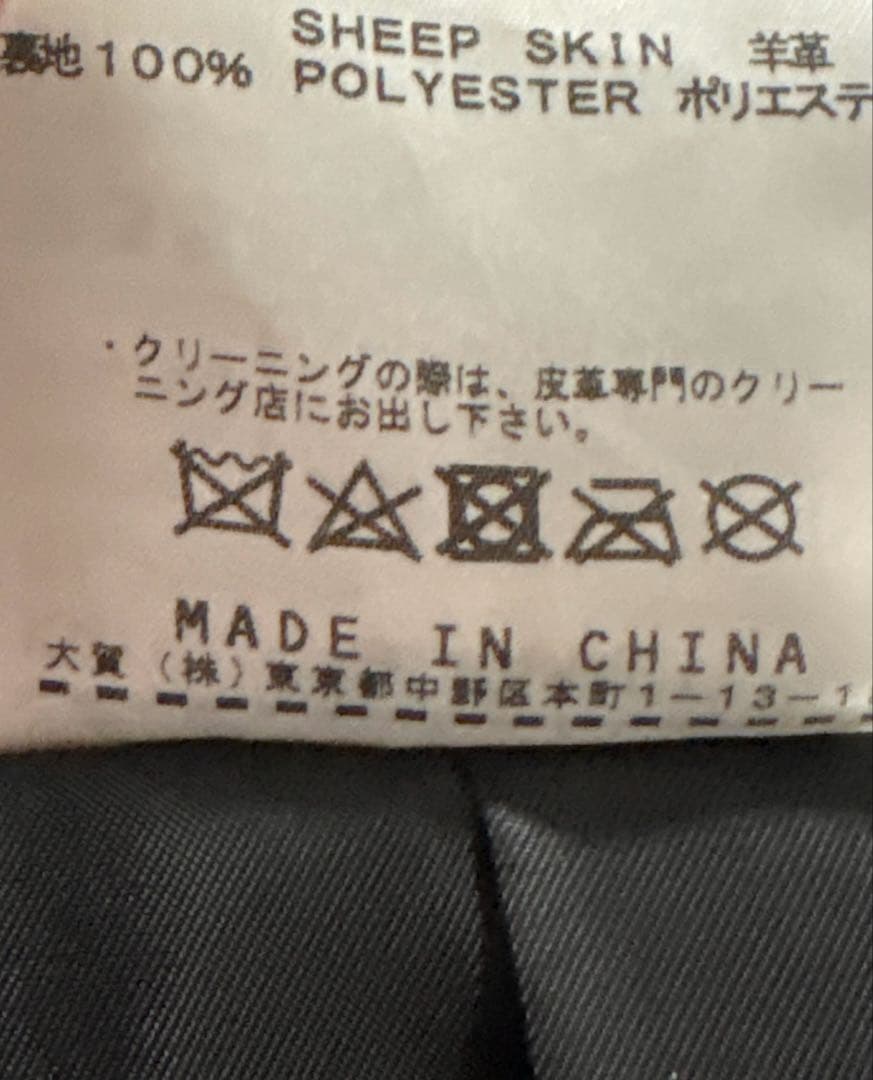 SHEEP SKIN 羊革
裏地100% POLYESTER ポリエステ
・クリーニングの際は、皮革専門のクリー
ニング店にお出し下さい。
MADE IN CHINA
大賀(株)東京都中野区本町1-13-1